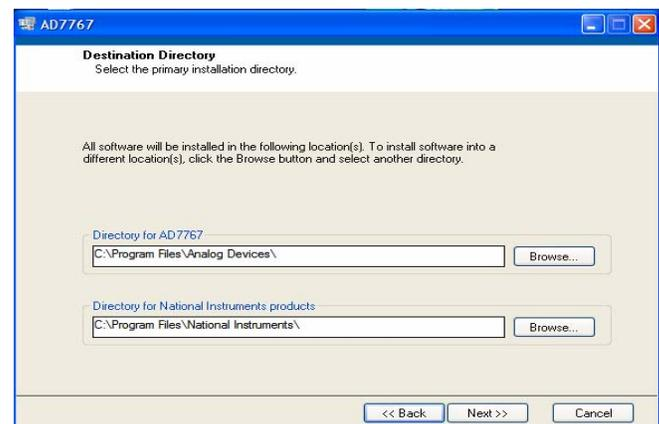 AD7767
Destination Directory
Select the primary installation directory.
All software will be installed in the following location(s). To install software into a
different location(s), click the Browse button and select another directory.
Directory for AD7767
C:\Program Files\Analog Devices\
Browse...
Directory for National Instruments products
C:\Program Files\National Instruments\
Browse...
<< Back
Next >>
Cancel